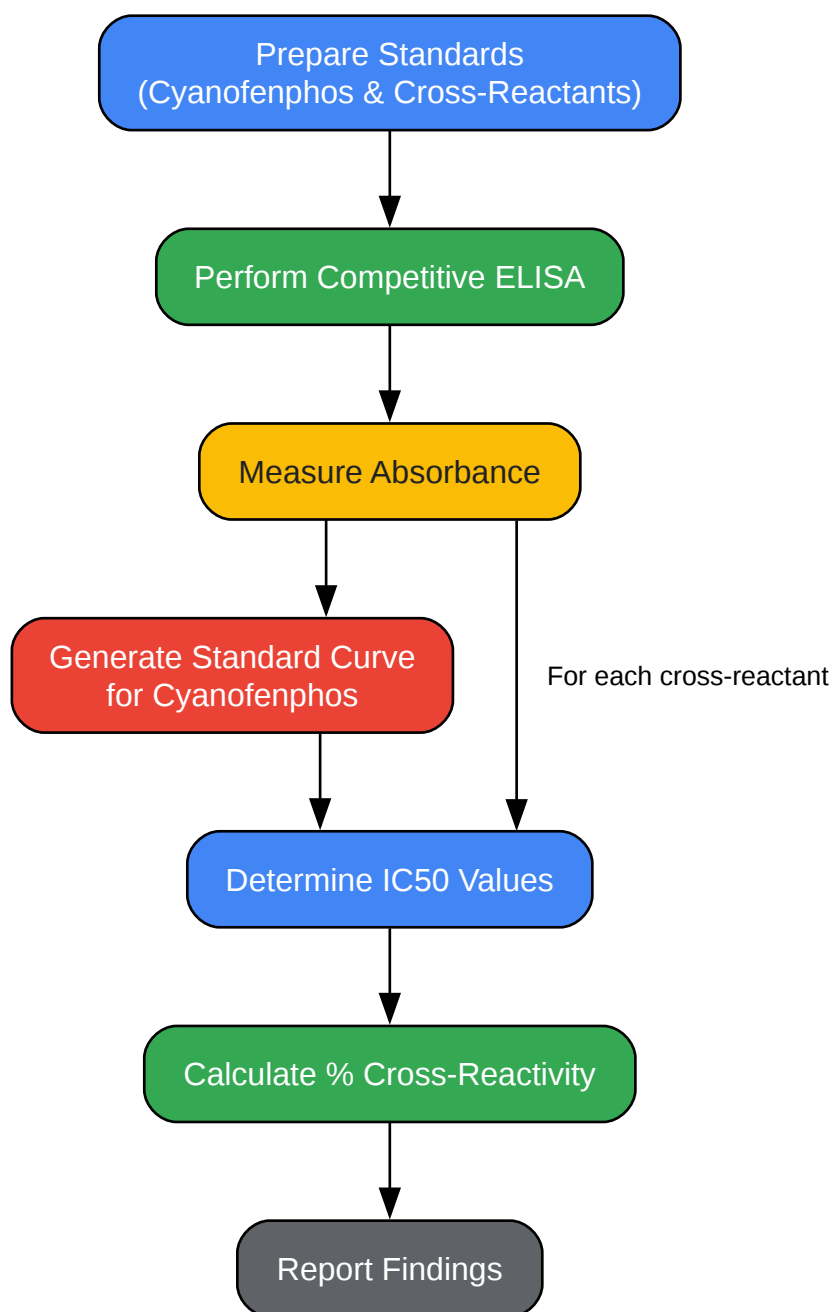 Prepare Standards
(Cyanofenphos & Cross-Reactants)
Perform Competitive ELISA
Measure Absorbance
Generate Standard Curve
for Cyanofenphos
For each cross-reactant
Determine IC50 Values
Calculate % Cross-Reactivity
Report Findings